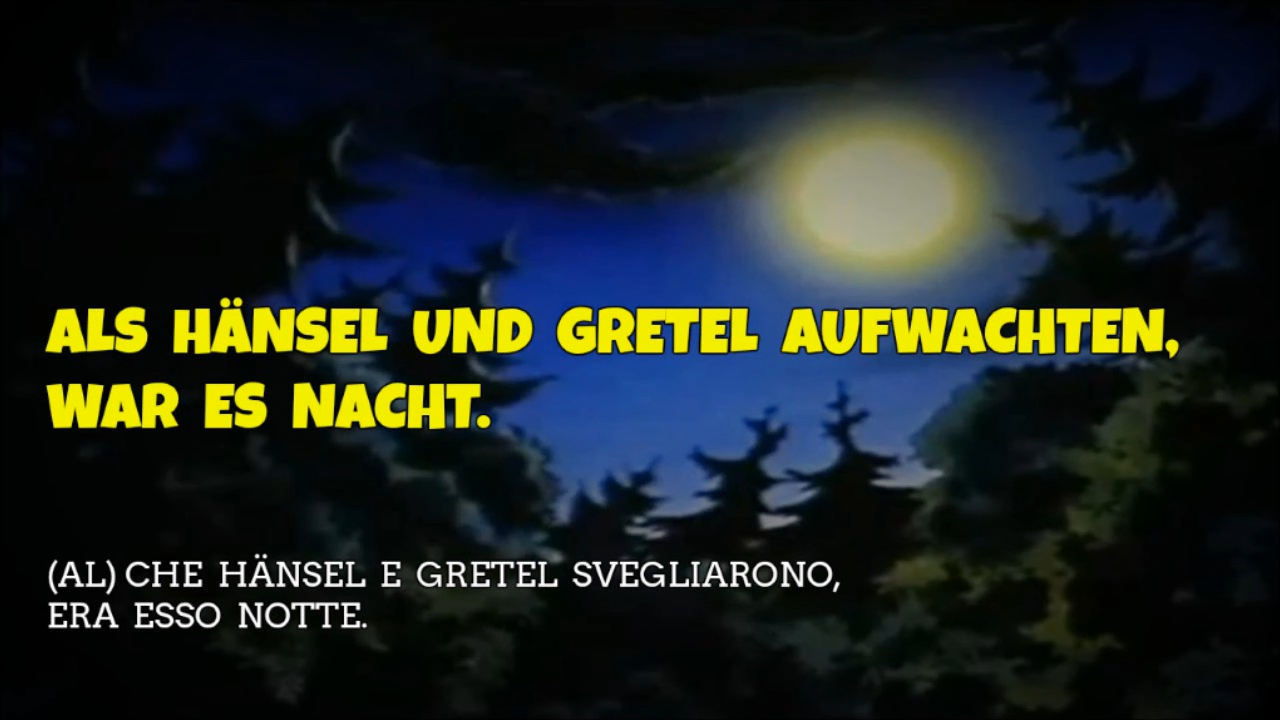 ALS HÄNSEL UND GRETEL AUFWACHTEN,
WAR ES NACHT.
(AL) CHE HÄNSEL E GRETEL SVEGLIARONO,
ERA ESSO NOTTE.